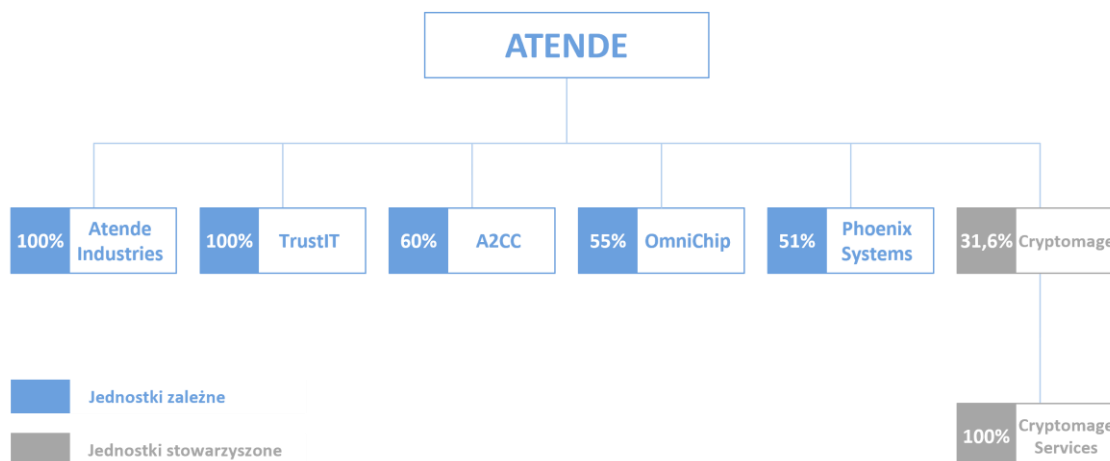 ATENDE
100%
Atende
Industries
100%
TrustIT
60%
A2CC
55%
OmniChip
51%
Phoenix
Systems
31,6%
Cryptomage
Jednostki zależne
Jednostki stowarzyszone
100%
Cryptomage
Services